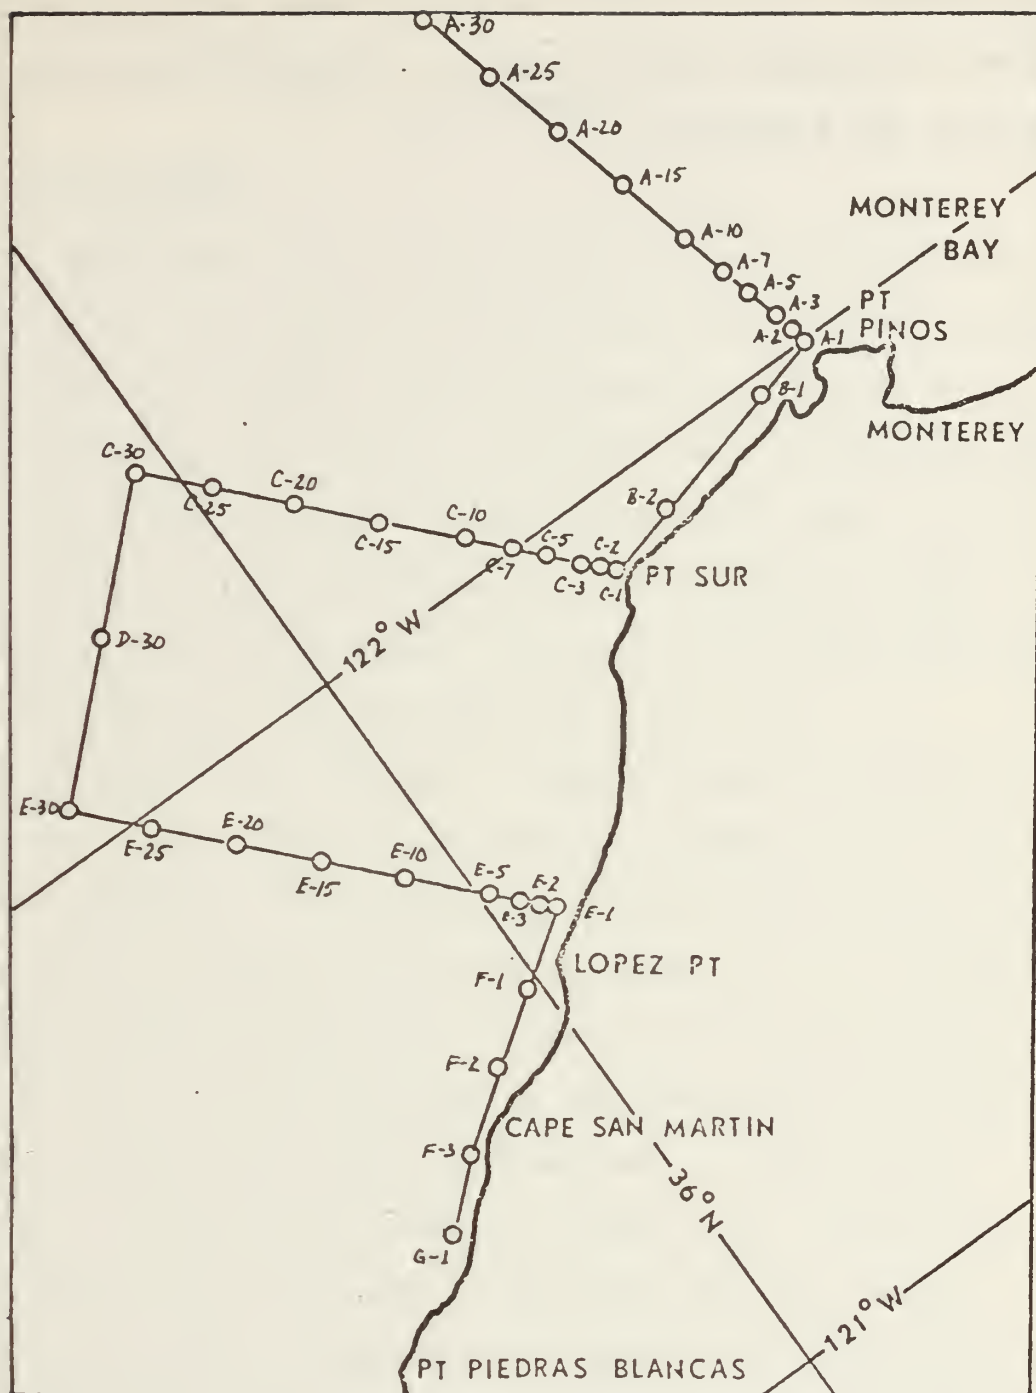 A-30
A-25
A-20
A-15
MONTEREY
A-10
BAY
A-7
A-5
A-3
PT
PINOS
A-2
A-1
B-1
MONTEREY
C-30
C-25
C-20
C-15
B-2
C-10
C-7
C-5
C-3
C-2
C-1
PT SUR
122° W
D-30
E-30
E-25
E-20
E-15
E-10
E-5
E-3
E-2
E-1
LOPEZ PT
F-1
F-2
CAPE SAN MARTIN
F-3
36° N
G-1
121° W
PT PIEDRAS BLANCAS